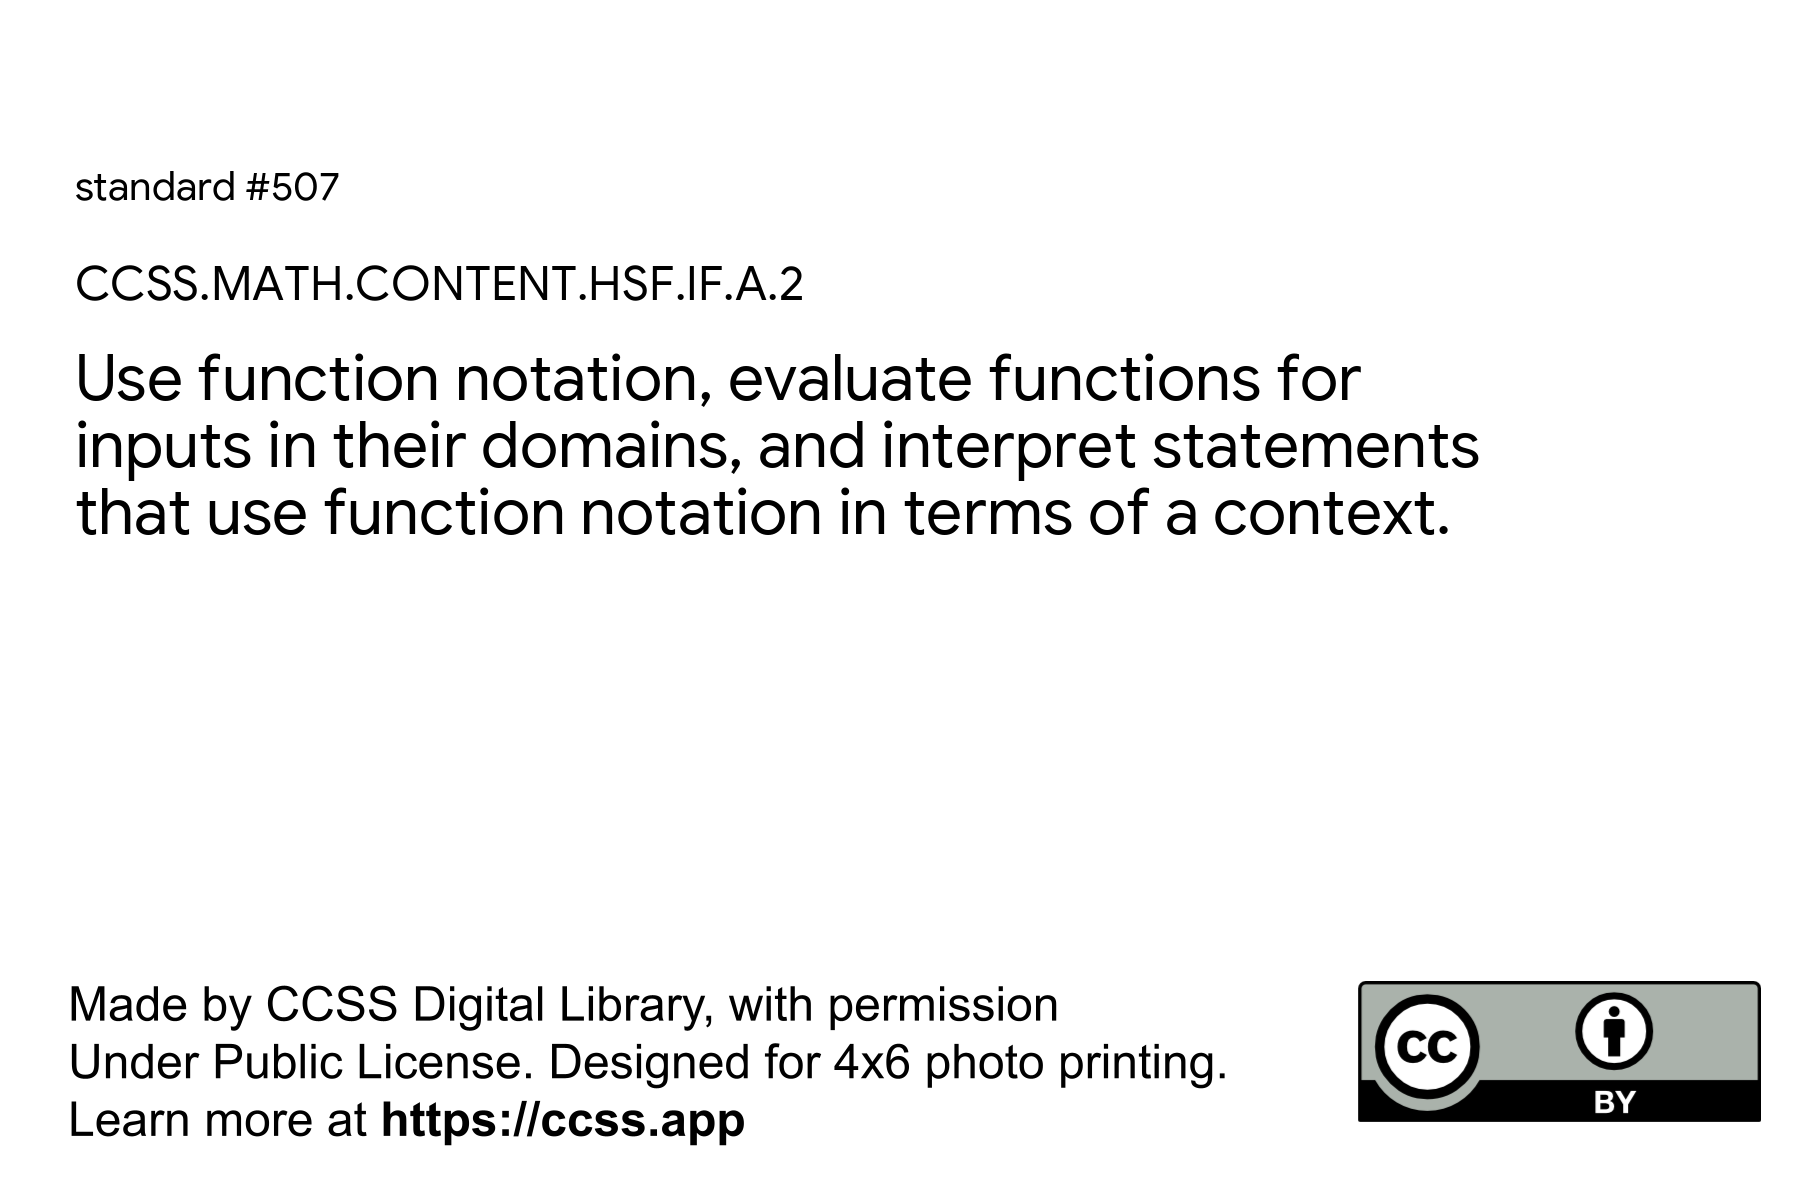 standard #507
CCSS.MATH.CONTENT.HSF.IF.A.2
Use function notation, evaluate functions for
inputs in their domains, and interpret statements
that use function notation in terms of a context.
Made by CCSS Digital Library, with permission
Under Public License. Designed for 4x6 photo printing.
Learn more at https://ccss.app
cc
BY